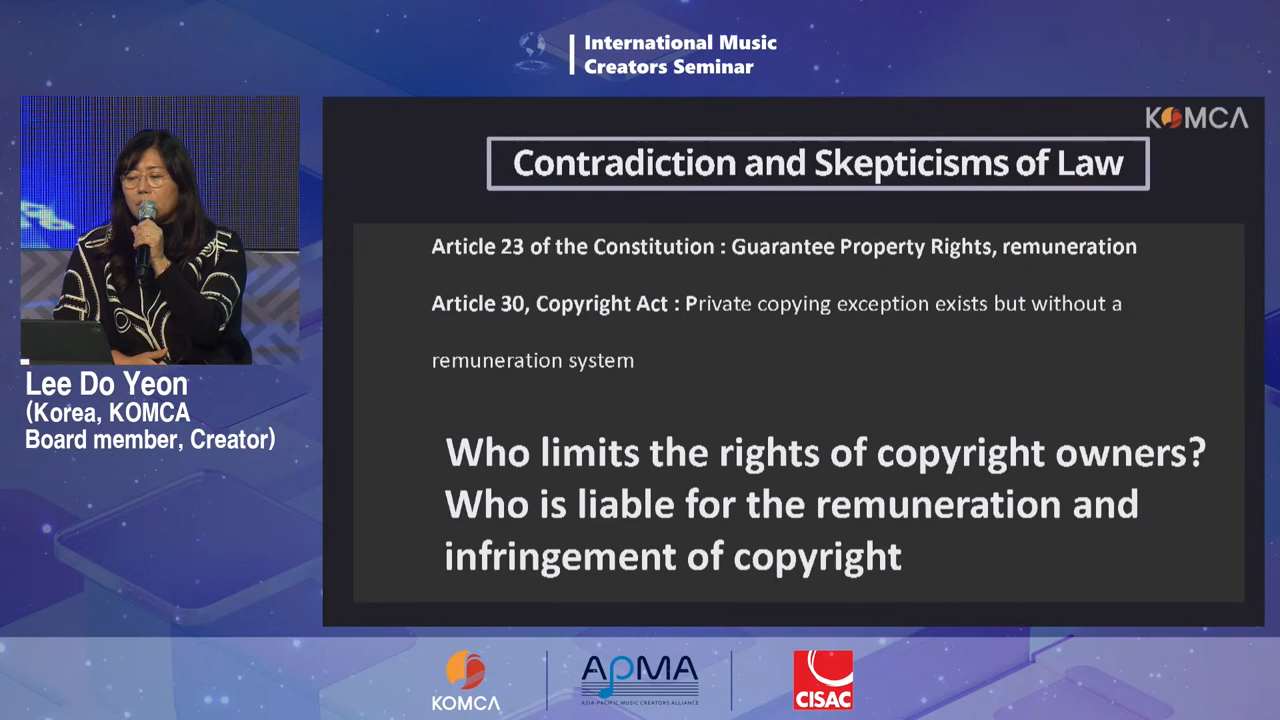 International Music
Creators Seminar
KOMCA
Contradiction and Skepticisms of Law
Article 23 of the Constitution : Guarantee Property Rights, remuneration
Article 30, Copyright Act : Private copying exception exists but without a
remuneration system
Who limits the rights of copyright owners?
Who is liable for the remuneration and
infringement of copyright
Lee Do Yeon
(Korea, KOMCA
Board member, Creator)
KOMCA
APMA
ASIA-PACIFIC MUSIC CREATORS ALLIANCE
CISAC